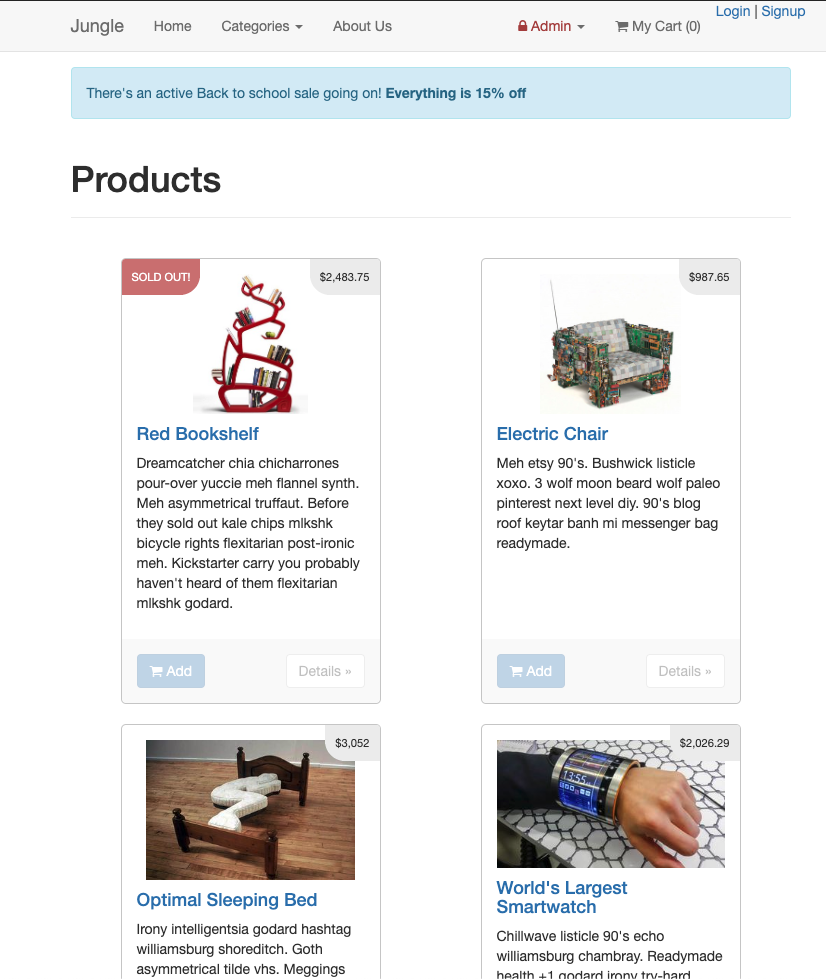 Jungle Home Categories About Us Admin My Cart (0) Login | Signup
There's an active Back to school sale going on! Everything is 15% off
Products
SOLD OUT!
$2,483.75
Red Bookshelf
Dreamcatcher chia chicharrones
pour-over yuccie meh flannel synth.
Meh asymmetrical truffaut. Before
they sold out kale chips mlkshk
bicycle rights flexitarian post-ironic
meh. Kickstarter carry you probably
haven't heard of them flexitarian
mlkshk godard.
Add
Details »
$987.65
Electric Chair
Meh etsy 90's. Bushwick listicle
xoxo. 3 wolf moon beard wolf paleo
pinterest next level diy. 90's blog
roof keytar banh mi messenger bag
readymade.
Add
Details »
$3,052
Optimal Sleeping Bed
Irony intelligentsia godard hashtag
williamsburg shoreditch. Goth
asymmetrical tilde vhs. Meggings
$2,026.29
13:55
World's Largest
Smartwatch
Chillwave listicle 90's echo
williamsburg chambray. Readymade
health +1 godard irony try-hard